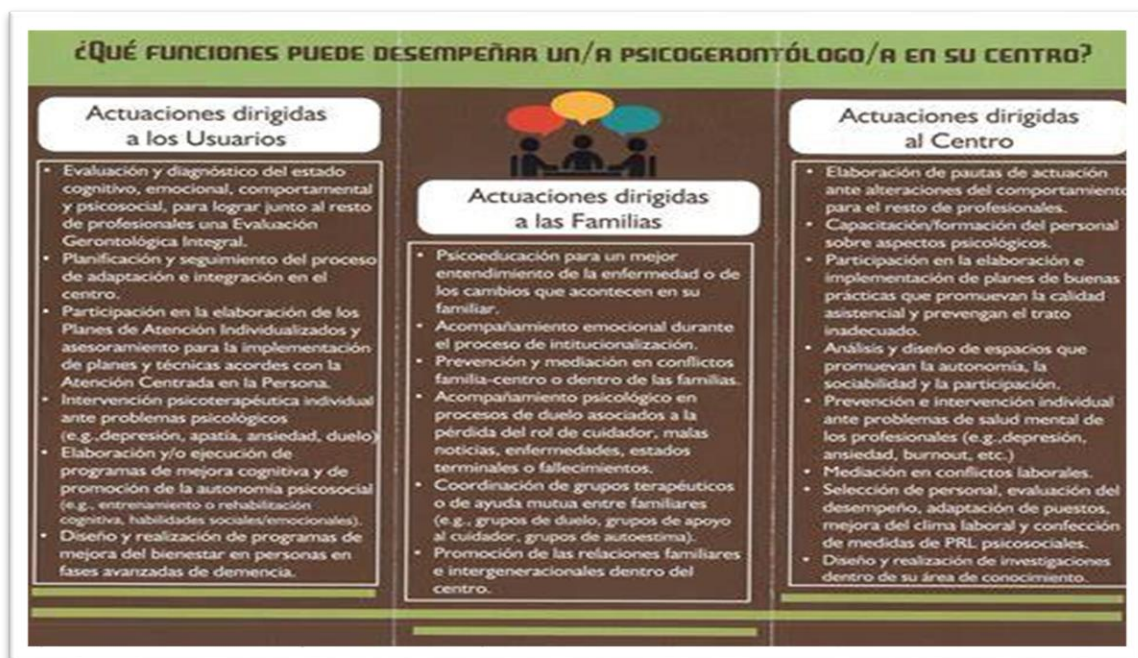 ¿QUÉ FUNCIONES PUEDE DESEMPEÑAR UN/A PSICOGERONTÓLOGO/A EN SU CENTRO?
Actuaciones dirigidas
a los Usuarios
• Evaluación y diagnóstico del estado
cognitivo, emocional, comportamental
y psicosocial, para lograr junto al resto
de profesionales una Evaluación
Gerontológica Integral.
• Planificación y seguimiento del proceso
de adaptación e integración en el
centro.
• Participación en la elaboración de los
Planes de Atención Individualizados y
asesoramiento para la implementación
de planes y técnicas acordes con la
Atención Centrada en la Persona.
• Intervención psicoterapéutica individual
ante problemas psicológicos
(e.g.,depresión, apatía, ansiedad, duelo)
• Elaboración y/o ejecución de
programas de mejora cognitiva y de
promoción de la autonomía psicosocial
(e.g., entrenamiento o rehabilitación
cognitiva, habilidades sociales/emocionales).
• Diseño y realización de programas de
mejora del bienestar en personas en
fases avanzadas de demencia.
Actuaciones dirigidas
a las Familias
• Psicoeducación para un mejor
entendimiento de la enfermedad o de
los cambios que acontecen en su
familiar.
• Acompañamiento emocional durante
el proceso de intitucionalización.
• Prevención y mediación en conflictos
familia-centro o dentro de las familias.
• Acompañamiento psicológico en
procesos de duelo asociados a la
pérdida del rol de cuidador, malas
noticias, enfermedades, estados
terminales o fallecimientos.
• Coordinación de grupos terapéuticos
o de ayuda mutua entre familiares
(e.g., grupos de duelo, grupos de apoyo
al cuidador, grupos de autoestima).
• Promoción de las relaciones familiares
e intergeneracionales dentro del
centro.
Actuaciones dirigidas
al Centro
• Elaboración de pautas de actuación
ante alteraciones del comportamiento
para el resto de profesionales.
• Capacitación/formación del personal
sobre aspectos psicológicos.
• Participación en la elaboración e
implementación de planes de buenas
prácticas que promuevan la calidad
asistencial y prevengan el trato
inadecuado.
• Análisis y diseño de espacios que
promuevan la autonomía, la
sociabilidad y la participación.
• Prevención e intervención individual
ante problemas de salud mental de
los profesionales (e.g.,depresión,
ansiedad, burnout, etc.)
• Mediación en conflictos laborales.
• Selección de personal, evaluación del
desempeño, adaptación de puestos,
mejora del clima laboral y confección
de medidas de PRL psicosociales.
• Diseño y realización de investigaciones
dentro de su área de conocimiento.